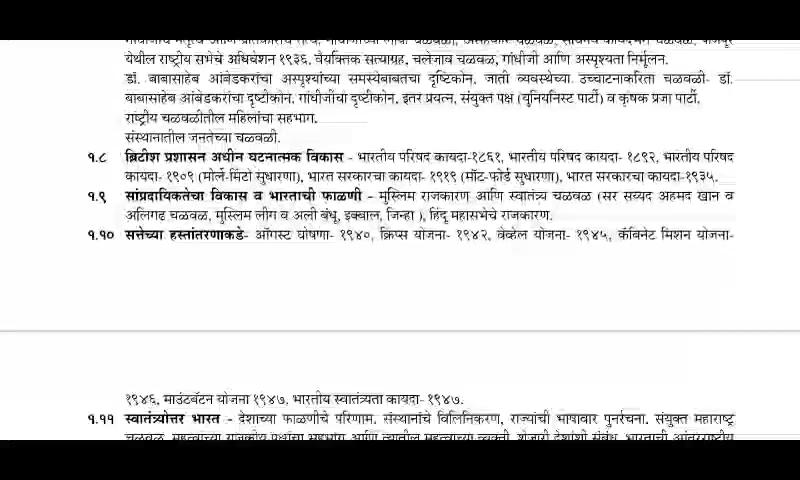 येथील राष्ट्रीय सभेचे अधिवेशन १९३६, वैयक्तिक सत्याग्रह, चलेजाव चळवळ, गांधीजी आणि अस्पृश्यता निर्मूलन.
डॉ. बाबासाहेब आंबेडकरांचा अस्पृश्यांच्या समस्येबाबतचा दृष्टिकोन, जाती व्यवस्थेच्या उच्चाटनाकरिता चळवळी- डॉ.
बाबासाहेब आंबेडकरांचा दृष्टीकोन, गांधीजींचा दृष्टीकोन, इतर प्रयत्न, संयुक्त पक्ष (युनियनिस्ट पार्टी) व कृषक प्रजा पार्टी,
राष्ट्रीय चळवळीतील महिलांचा सहभाग.
संस्थानातील जनतेच्या चळवळी.
१.८ ब्रिटीश प्रशासन अधीन घटनात्मक विकास - भारतीय परिषद कायदा-१८६१, भारतीय परिषद कायदा- १८९२, भारतीय परिषद
कायदा- १९०९ (मोर्ले-मिंटो सुधारणा), भारत सरकारचा कायदा- १९१९ (मॉंट-फोर्ड सुधारणा), भारत सरकारचा कायदा-१९३५.
१.९ सांप्रदायिकतेचा विकास व भारताची फाळणी – मुस्लिम राजकारण आणि स्वातंत्र्य चळवळ (सर सय्यद अहमद खान व
अलिगढ चळवळ, मुस्लिम लीग व अली बंधू, इक्बाल, जिन्हा ), हिंदू महासभेचे राजकारण.
१.१० सत्तेच्या हस्तांतरणाकडे- ऑगस्ट घोषणा- १९४०, क्रिप्स योजना- १९४२, वेव्हेल योजना- १९४५, कॅबिनेट मिशन योजना-
१९४६, माउंटबॅटन योजना १९४७, भारतीय स्वातंत्र्यता कायदा- १९४७.
१.११ स्वातंत्र्योत्तर भारत - देशाच्या फाळणीचे परिणाम, संस्थानांचे विलिनिकरण, राज्यांची भाषावार पुनर्रचना, संयुक्त महाराष्ट्र